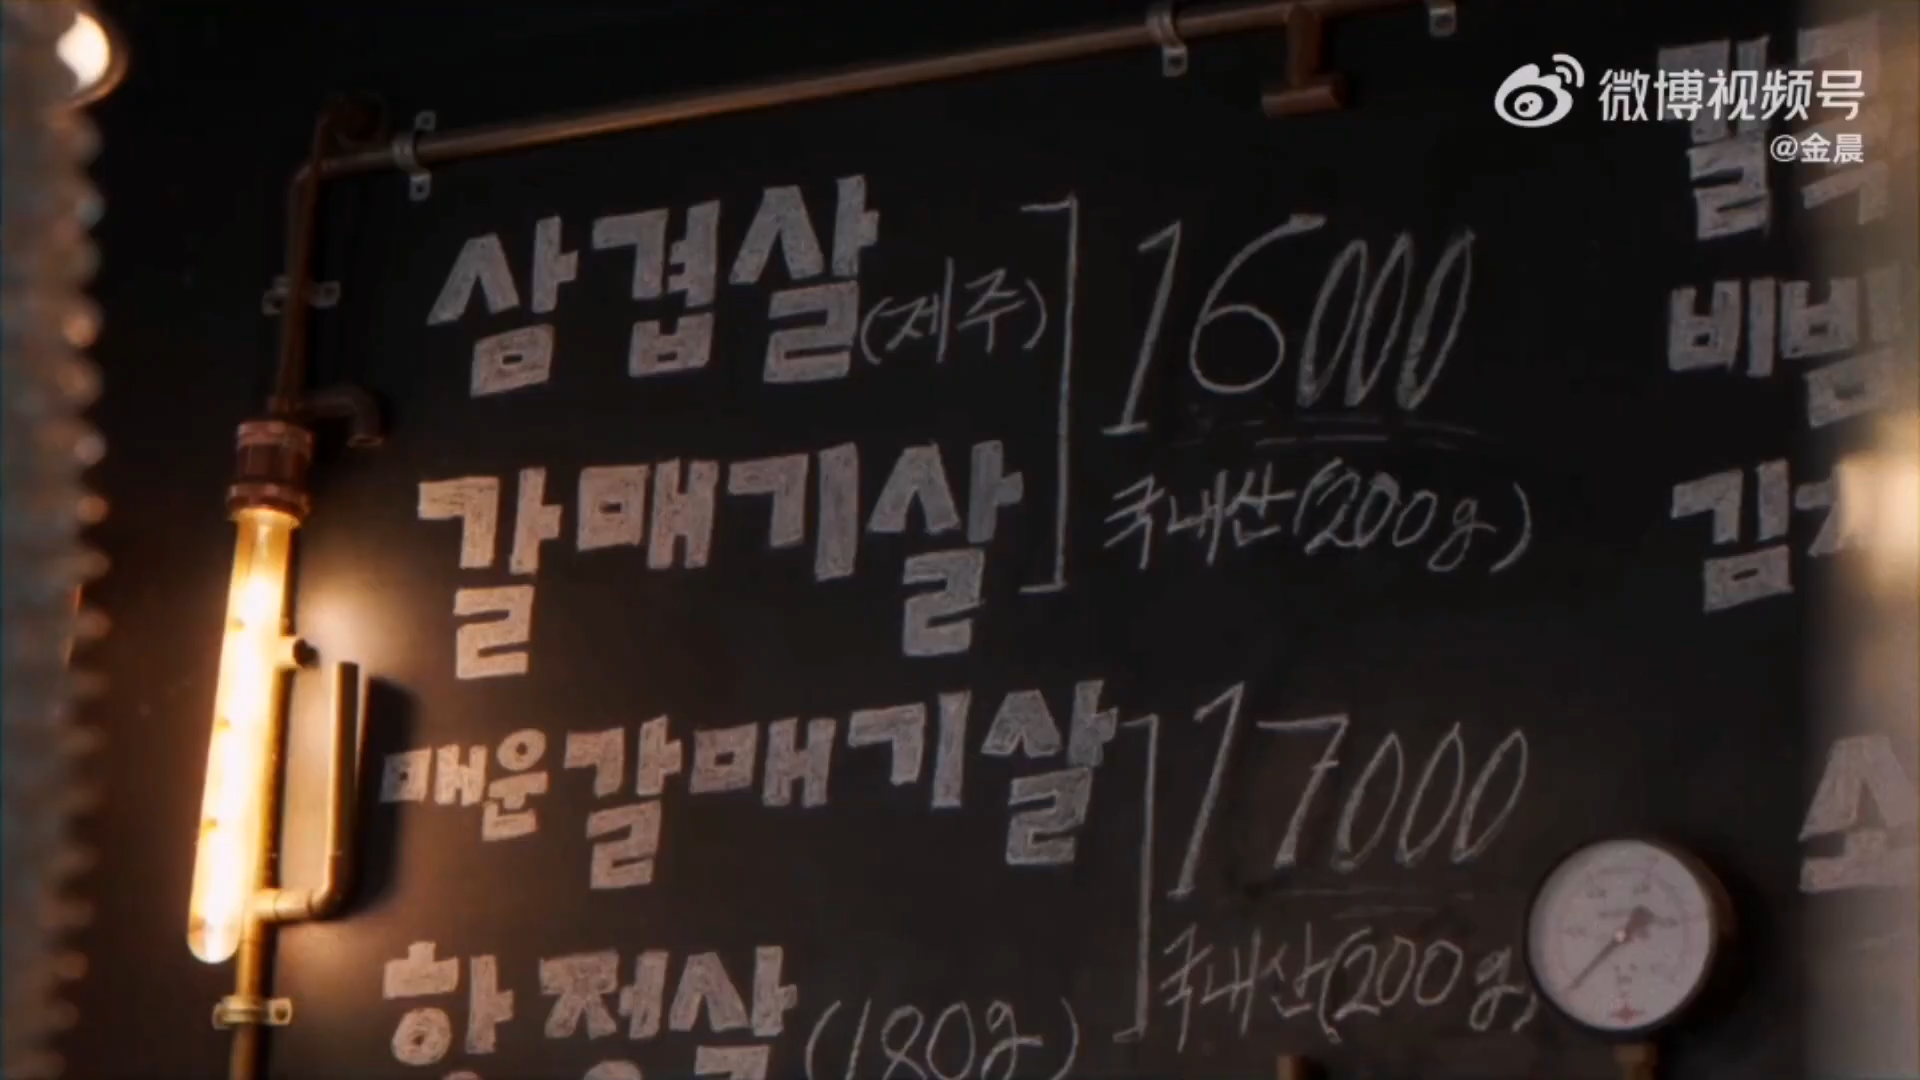 微博视频号
@金晨
삼겹살(제주)
갈매기살
16000
국내산(200g)
매운갈매기살
17000
국내산(200g)
항정살(180g)
비빔